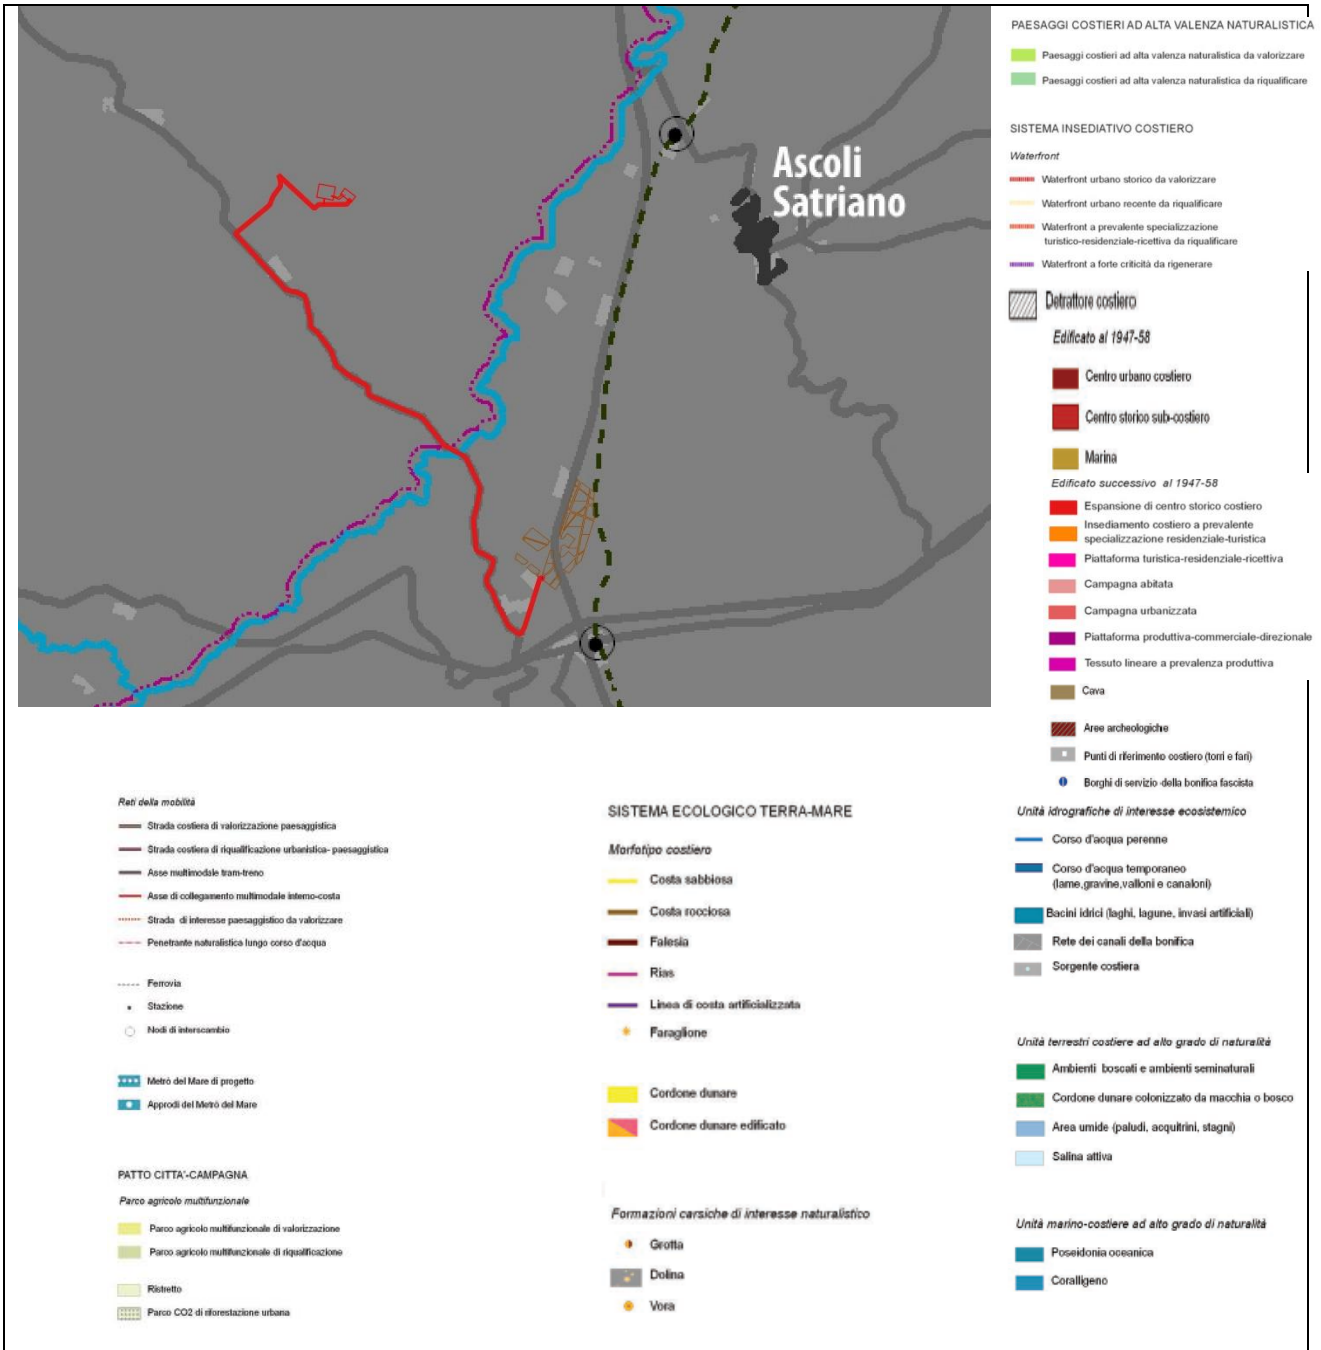 Ascoli
Satriano
PAESAGGI COSTIERI AD ALTA VALENZA NATURALISTICA
Paesaggi costieri ad alta valenza naturalistica da valorizzare
Paesaggi costieri ad alta valenza naturalistica da riqualificare
SISTEMA INSEDIATIVO COSTIERO
Waterfront
Waterfront urbano storico da valorizzare
Waterfront urbano recente da riqualificare
Waterfront a prevalente specializzazione
turistico-residenziale-ricettiva da riqualificare
Waterfront a forte criticità da rigenerare
Detrattore costiero
Edificato al 1947-58
Centro urbano costiero
Centro storico sub-costiero
Marina
Edificato successivo al 1947-58
Espansione di centro storico costiero
Insediamento costiero a prevalente
specializzazione residenziale-turistica
Piattaforma turistica-residenziale-ricettiva
Campagna abitata
Campagna urbanizzata
Piattaforma produttiva-commerciale-direzionale
Tessuto lineare a prevalenza produttiva
Cava
Aree archeologiche
Punti di riferimento costiero (torri e fari)
Borghi di servizio della bonifica fascista
Reti della mobilità
Strada costiera di valorizzazione paesaggistica
Strada costiera di riqualificazione urbanistica- paesaggistica
Asse multimodale tram-treno
Asse di collegamento multimodale interno-costa
Strada di interesse paesaggistico da valorizzare
Penetrante naturalistica lungo corso d'acqua
Ferrovia
Stazione
Nodi di interscambio
Metrò del Mare di progetto
Approdi del Metrò del Mare
PATTO CITTA'-CAMPAGNA
Parco agricolo multifunzionale
Parco agricolo multifunzionale di valorizzazione
Parco agricolo multifunzionale di riqualificazione
Ristretto
Parco CO2 di riforestazione urbana
SISTEMA ECOLOGICO TERRA-MARE
Morfotipo costiero
Costa sabbiosa
Costa rocciosa
Falesia
Rias
Linea di costa artificializzata
Faraglione
Cordone dunare
Cordone dunare edificato
Formazioni carsiche di interesse naturalistico
Grotta
Dolina
Vora
Unità idrografiche di interesse ecosistemico
Corso d'acqua perenne
Corso d'acqua temporaneo
(lame,gravine,valloni e canaloni)
Bacini idrici (laghi, lagune, invasi artificiali)
Rete dei canali della bonifica
Sorgente costiera
Unità terrestri costiere ad alto grado di naturalità
Ambienti boscati e ambienti seminaturali
Cordone dunare colonizzato da macchia o bosco
Area umide (paludi, acquitrini, stagni)
Salina attiva
Unità marino-costiere ad alto grado di naturalità
Poseidonia oceanica
Coralligeno